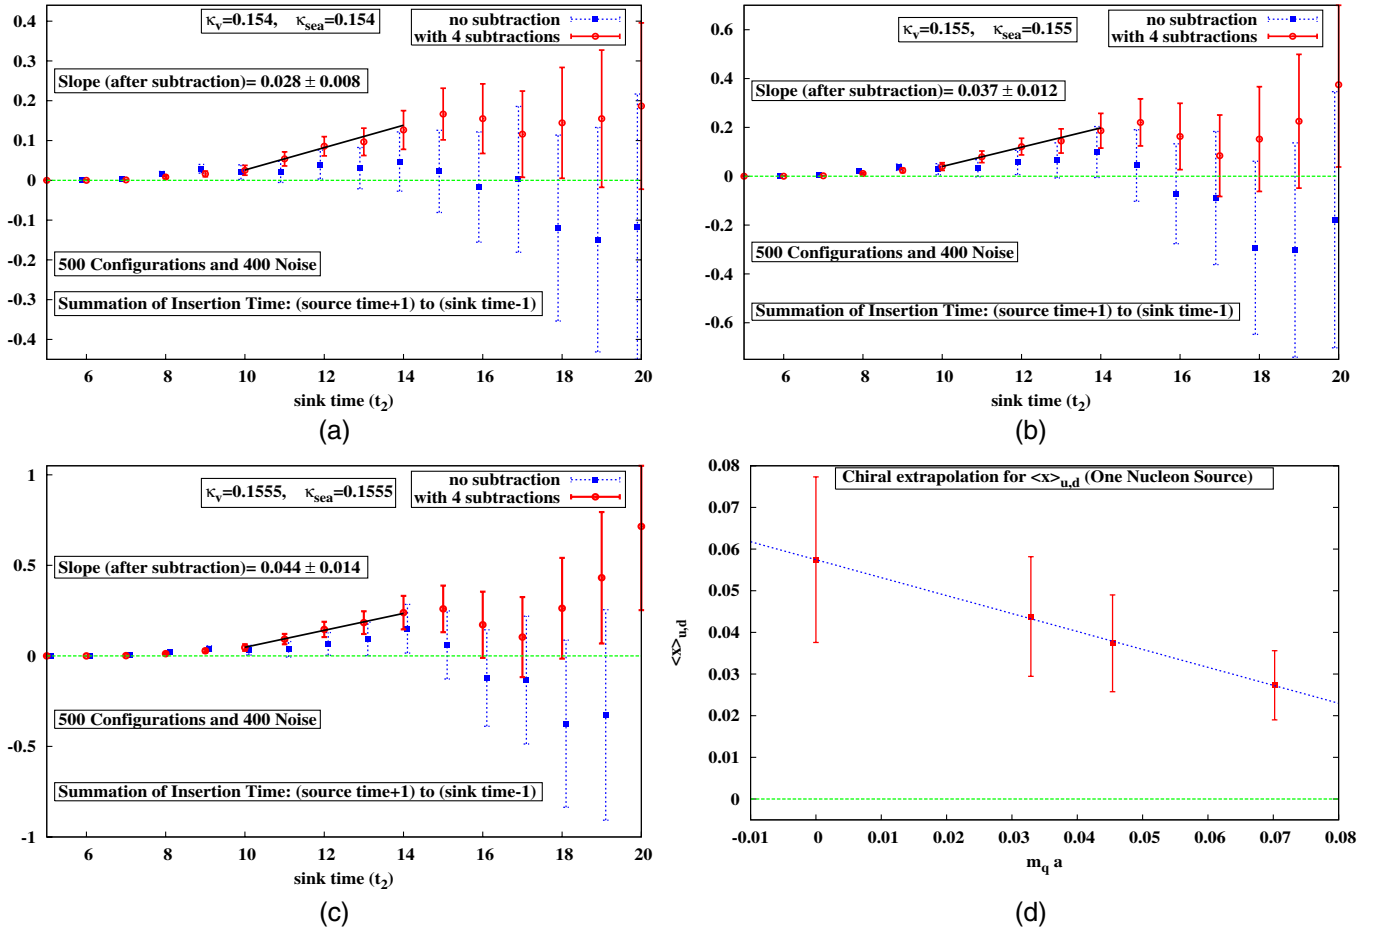 κv=0.154, κsea=0.154
no subtraction
with 4 subtractions
Slope (after subtraction)= 0.028 ± 0.008
500 Configurations and 400 Noise
Summation of Insertion Time: (source time+1) to (sink time-1)
0.4
0.3
0.2
0.1
0
-0.1
-0.2
-0.3
-0.4
6 8 10 12 14 16 18 20
sink time (t2)
(a)
κv=0.155, κsea=0.155
no subtraction
with 4 subtractions
Slope (after subtraction)= 0.037 ± 0.012
500 Configurations and 400 Noise
Summation of Insertion Time: (source time+1) to (sink time-1)
0.6
0.4
0.2
0
-0.2
-0.4
-0.6
6 8 10 12 14 16 18 20
sink time (t2)
(b)
κv=0.1555, κsea=0.1555
no subtraction
with 4 subtractions
Slope (after subtraction)= 0.044 ± 0.014
500 Configurations and 400 Noise
Summation of Insertion Time: (source time+1) to (sink time-1)
1
0.5
0
-0.5
-1
6 8 10 12 14 16 18 20
sink time (t2)
(c)
Chiral extrapolation for <x>u,d (One Nucleon Source)
<x>u,d
0.08
0.07
0.06
0.05
0.04
0.03
0.02
0.01
0
-0.01 0 0.01 0.02 0.03 0.04 0.05 0.06 0.07 0.08
mq a
(d)